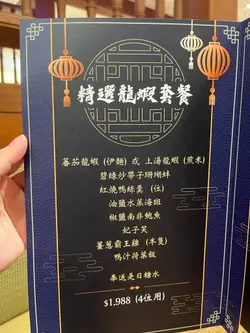 精選龍蝦套餐
蕃茄龍蝦 (伊麵) 或 上湯龍蝦 (煎米)
碧綠炒帶子珊瑚蚌
紅燒鴨絲羹 (位)
油鹽水蒸海斑
椒鹽南非鮑魚
妃子笑
薑蔥霸王雞 (半隻)
鴨汁荷葉飯
奉送是日糖水
$1,988 (4位用)